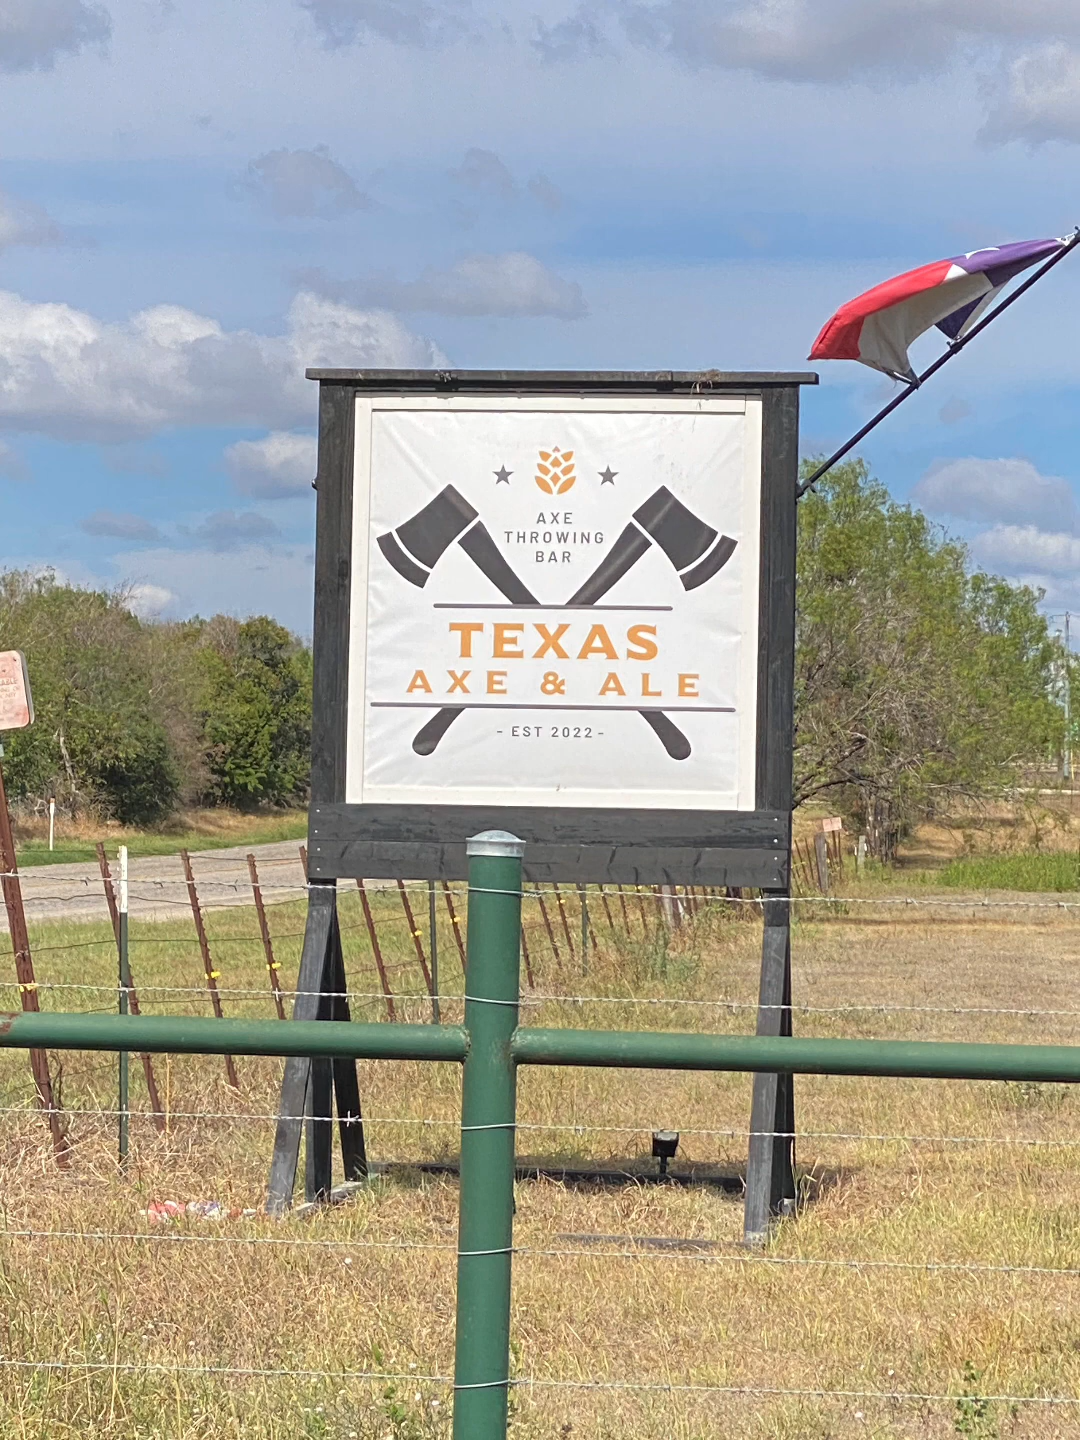 AXE
THROWING
BAR
TEXAS
AXE & ALE
- EST 2022 -